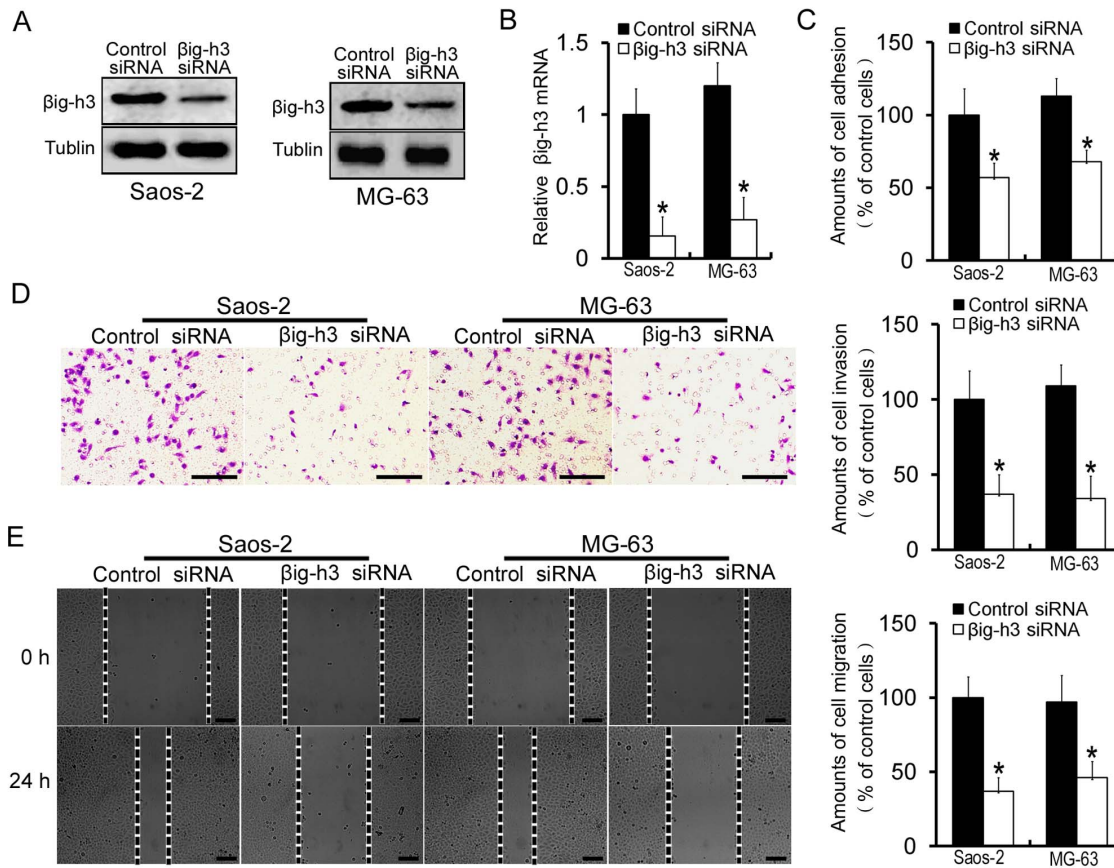 A
Control βig-h3
siRNA siRNA
βig-h3
Tublin
Saos-2
Control βig-h3
siRNA siRNA
βig-h3
Tublin
MG-63
B
Control siRNA
βig-h3 siRNA
Relative βig-h3 mRNA
1.5
1
0.5
0
*
*
Saos-2 MG-63
C
Control siRNA
βig-h3 siRNA
Amounts of cell adhesion
( % of control cells )
150
100
50
0
*
*
Saos-2 MG-63
Control siRNA
βig-h3 siRNA
Amounts of cell invasion
( % of control cells )
150
100
50
0
*
*
Saos-2 MG-63
Control siRNA
βig-h3 siRNA
Amounts of cell migration
( % of control cells )
150
100
50
0
*
*
Saos-2 MG-63
D
Saos-2 MG-63
Control siRNA βig-h3 siRNA Control siRNA βig-h3 siRNA
E
Saos-2 MG-63
Control siRNA βig-h3 siRNA Control siRNA βig-h3 siRNA
0 h
24 h